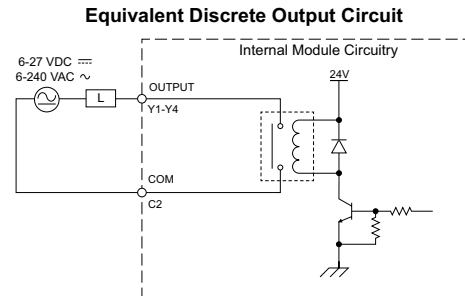 Equivalent Discrete Output Circuit
Internal Module Circuitry
6-27 VDC ⎓
6-240 VAC ∿
24V
L
OUTPUT
Y1-Y4
COM
C2